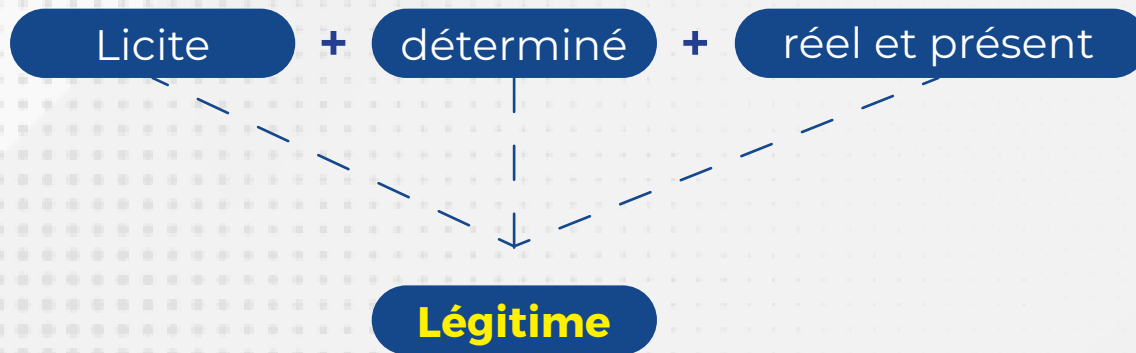 Licite + déterminé + réel et présent
Légitime